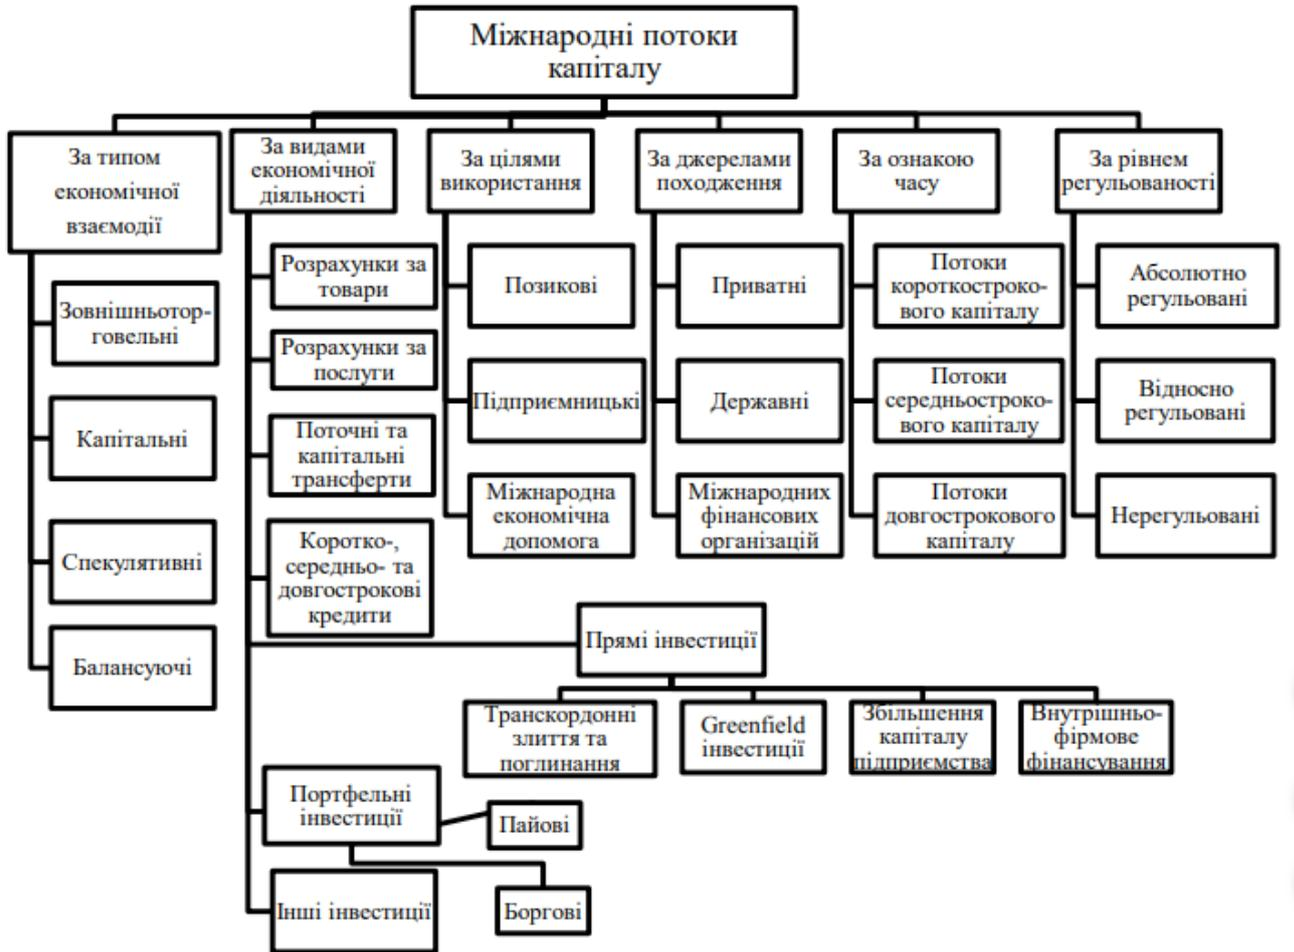 Міжнародні потоки
капіталу
За типом
економічної
взаємодії
Зовнішньотор-
говельні
Капітальні
Спекулятивні
Балансуючі
За видами
економічної
діяльності
Розрахунки за
товари
Розрахунки за
послуги
Поточні та
капітальні
трансферти
Коротко-,
середньо- та
довгострокові
кредити
Прямі інвестиції
Транскордонні
злиття та
поглинання
Greenfield
інвестиції
Збільшення
капіталу
підприємства
Внутрішньо-
фірмове
фінансування
Портфельні
інвестиції
Пайові
Боргові
Інші інвестиції
За цілями
використання
Позикові
Підприємницькі
Міжнародна
економічна
допомога
За джерелами
походження
Приватні
Державні
Міжнародних
фінансових
організацій
За ознакою
часу
Потоки
короткостроко-
вого капіталу
Потоки
середньостроко-
вого капіталу
Потоки
довгострокового
капіталу
За рівнем
регульованості
Абсолютно
регульовані
Відносно
регульовані
Нерегульовані